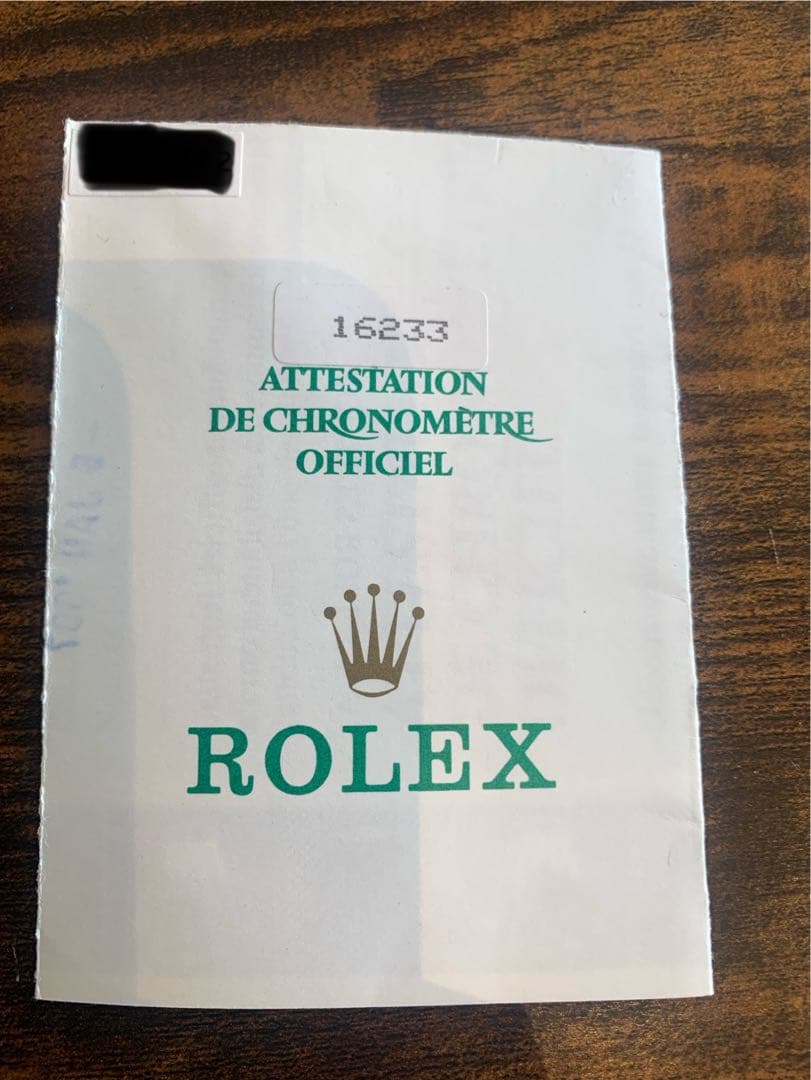 16233
ATTESTATION
DE CHRONOMÈTRE
OFFICIEL
ROLEX